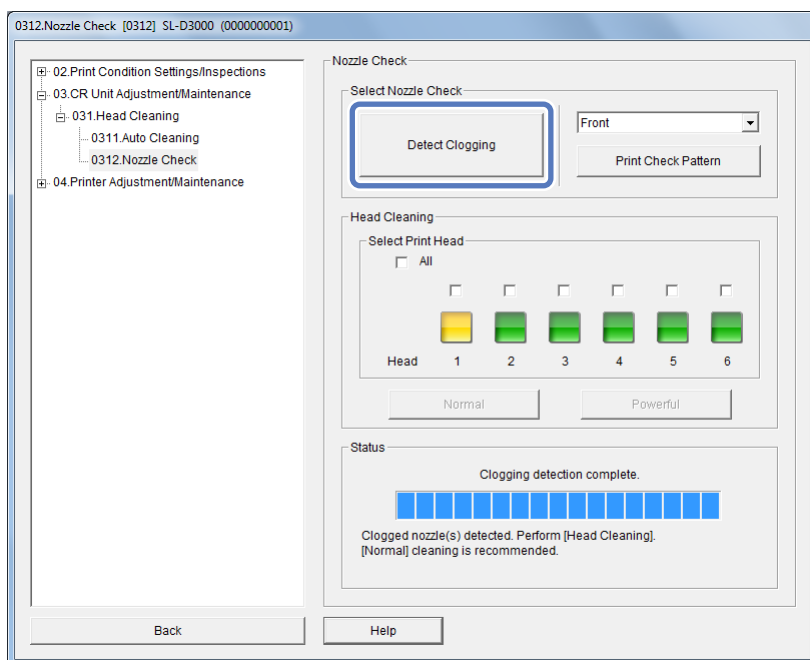 0312.Nozzle Check [0312] SL-D3000 (0000000001)
02.Print Condition Settings/Inspections
03.CR Unit Adjustment/Maintenance
031.Head Cleaning
0311.Auto Cleaning
0312.Nozzle Check
04.Printer Adjustment/Maintenance
Back
Nozzle Check
Select Nozzle Check
Detect Clogging
Front
Print Check Pattern
Head Cleaning
Select Print Head
All
Head 1 2 3 4 5 6
Normal Powerful
Status
Clogging detection complete.
Clogged nozzle(s) detected. Perform [Head Cleaning].
[Normal] cleaning is recommended.
Help